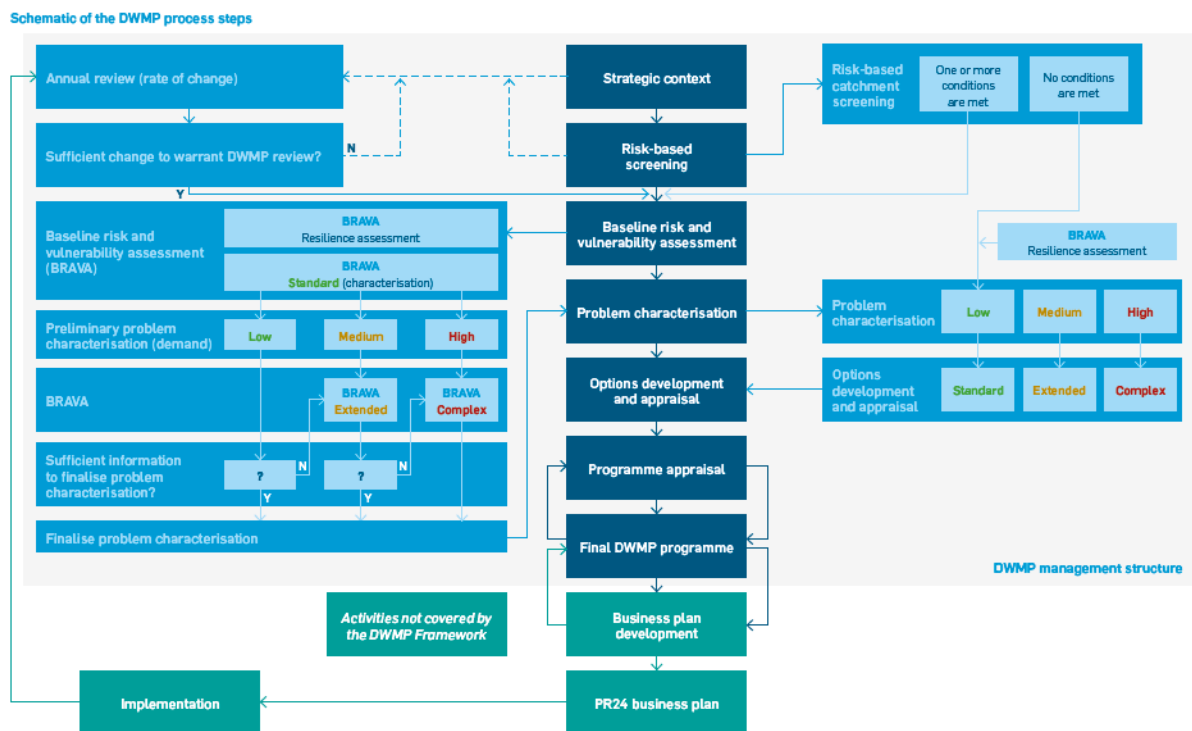 Schematic of the DWMP process steps
Annual review (rate of change)
Sufficient change to warrant DWMP review?
N
Y
Strategic context
Risk-based
screening
Risk-based
catchment
screening
One or more
conditions
are met
No conditions
are met
Baseline risk and
vulnerability assessment
(BRAVA)
BRAVA
Resilience assessment
BRAVA
Standard (characterisation)
Baseline risk and
vulnerability assessment
BRAVA
Resilience assessment
Preliminary problem
characterisation (demand)
Low
Medium
High
Problem characterisation
Problem
characterisation
Low
Medium
High
BRAVA
BRAVA
Extended
BRAVA
Complex
Options development
and appraisal
Options
development
and appraisal
Standard
Extended
Complex
Sufficient information
to finalise problem
characterisation?
?
N
?
N
Y
Y
Programme appraisal
Finalise problem characterisation
Final DWMP programme
DWMP management structure
Activities not covered by
the DWMP Framework
Business plan
development
Implementation
PR24 business plan